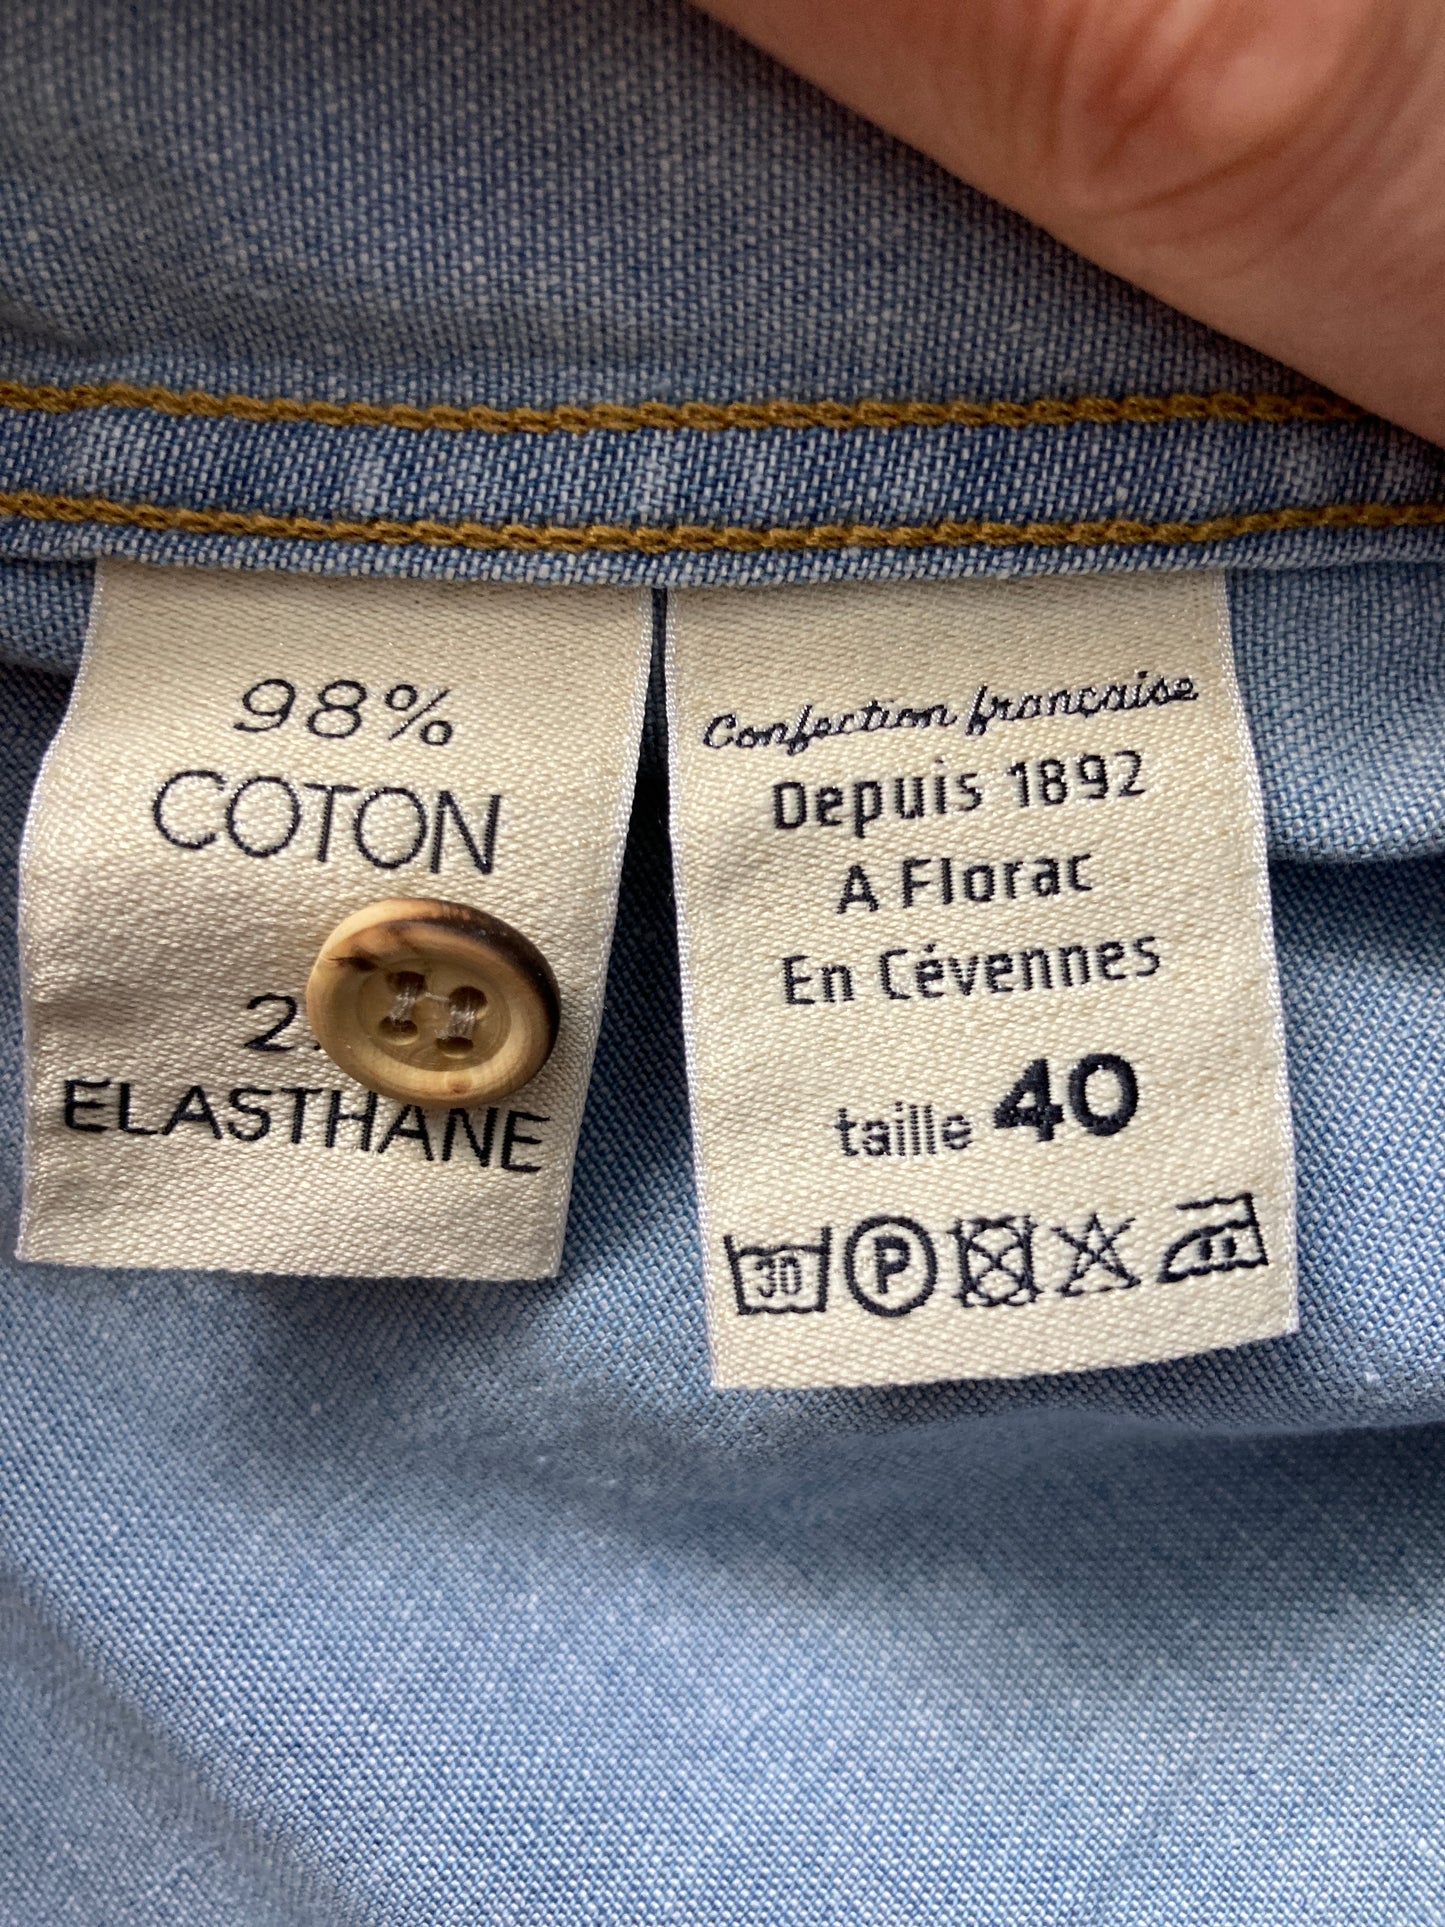 98%
COTON
2
ELASTHANE
Confection française
Depuis 1892
A Florac
En Cévennes
taille 40
30 P